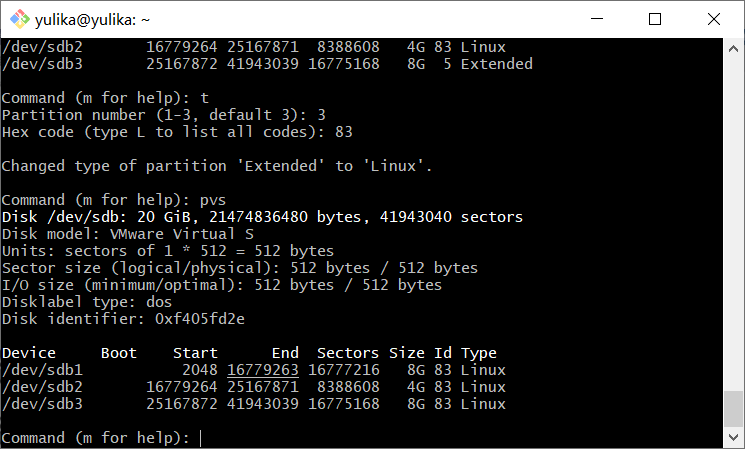 yulika@yulika: ~
/dev/sdb2       16779264 25167871  8388608   4G 83 Linux
/dev/sdb3       25167872 41943039 16775168   8G  5 Extended
Command (m for help): t
Partition number (1-3, default 3): 3
Hex code (type L to list all codes): 83
Changed type of partition 'Extended' to 'Linux'.
Command (m for help): pvs
Disk /dev/sdb: 20 GiB, 21474836480 bytes, 41943040 sectors
Disk model: VMware Virtual S
Units: sectors of 1 * 512 = 512 bytes
Sector size (logical/physical): 512 bytes / 512 bytes
I/O size (minimum/optimal): 512 bytes / 512 bytes
Disklabel type: dos
Disk identifier: 0xf405fd2e
Device     Boot    Start      End  Sectors Size Id Type
/dev/sdb1           2048 16779263 16777216   8G 83 Linux
/dev/sdb2       16779264 25167871  8388608   4G 83 Linux
/dev/sdb3       25167872 41943039 16775168   8G 83 Linux
Command (m for help):